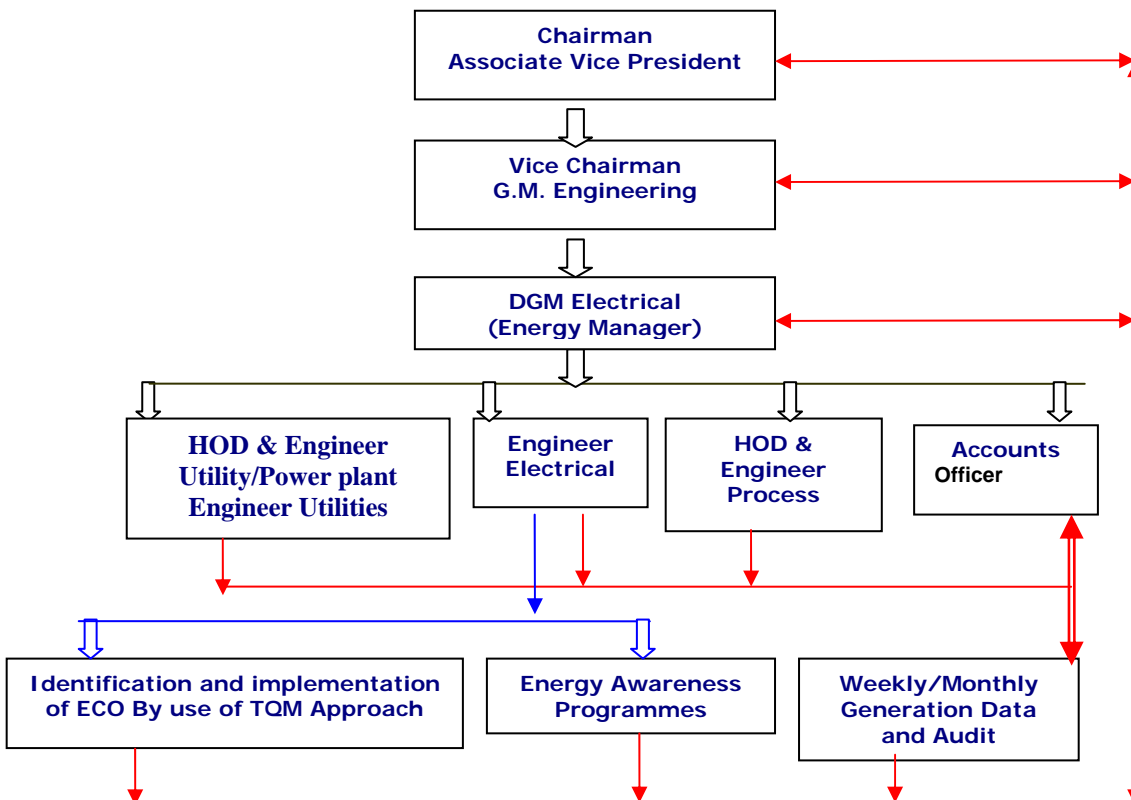 Chairman
Associate Vice President
Vice Chairman
G.M. Engineering
DGM Electrical
(Energy Manager)
HOD & Engineer
Utility/Power plant
Engineer Utilities
Engineer
Electrical
HOD &
Engineer
Process
Accounts
Officer
Identification and implementation
of ECO By use of TQM Approach
Energy Awareness
Programmes
Weekly/Monthly
Generation Data
and Audit